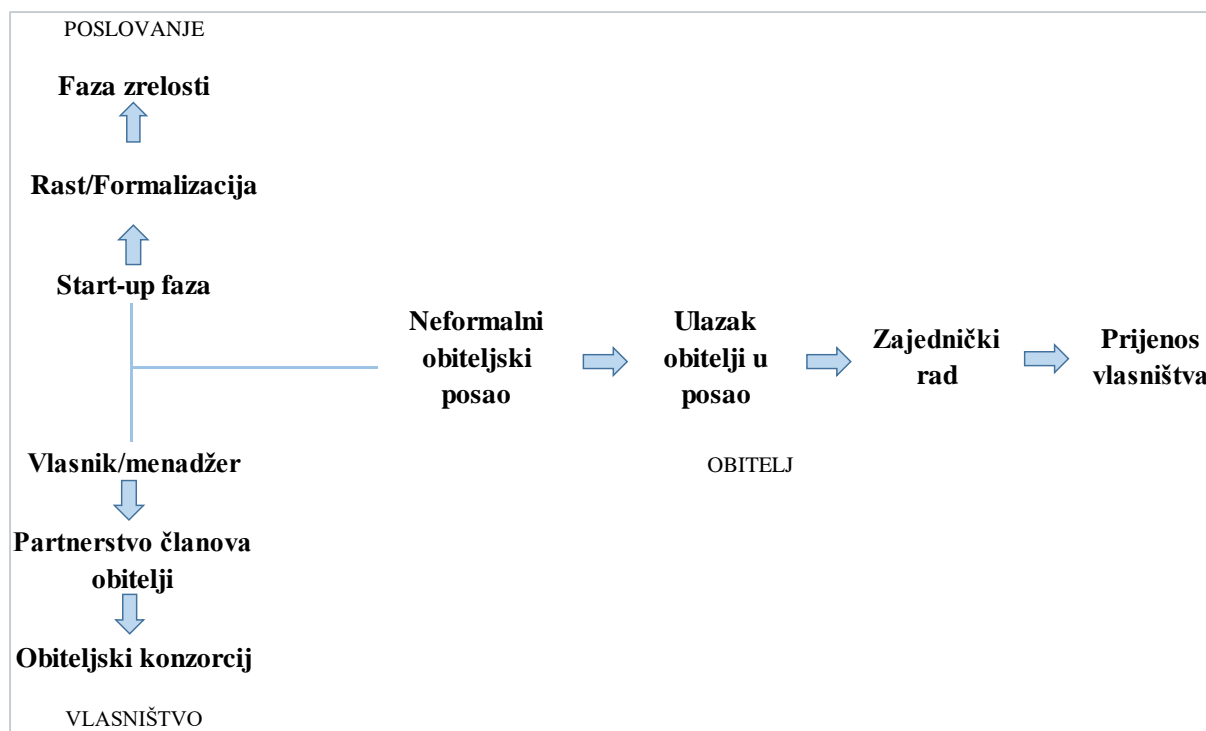 POSLOVANJE
Faza zrelosti
Rast/Formalizacija
Start-up faza
Neformalni
obiteljski
posao
Ulazak
obitelji u
posao
Zajednički
rad
Prijenos
vlasništva
Vlasnik/menadžer
OBITELJ
Partnerstvo članova
obitelji
Obiteljski konzorcij
VLASNIŠTVO